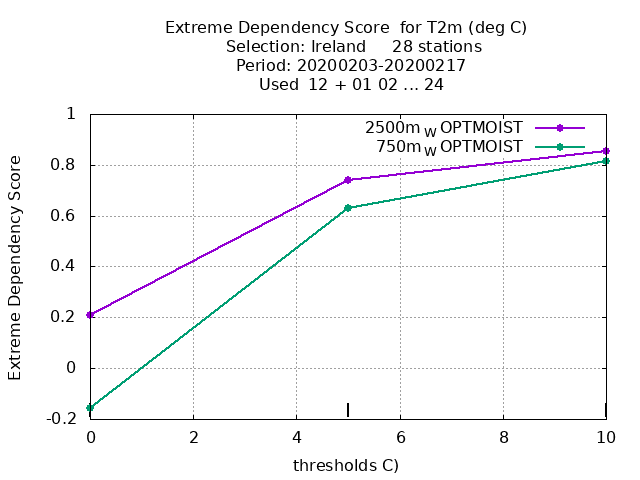 Extreme Dependency Score  for T2m (deg C)
Selection: Ireland     28 stations
Period: 20200203-20200217
Used  12 + 01 02 ... 24
2500m_W OPTMOIST
750m_W OPTMOIST
1
0.8
0.6
0.4
0.2
0
-0.2
Extreme Dependency Score
0 2 4 6 8 10
thresholds C)